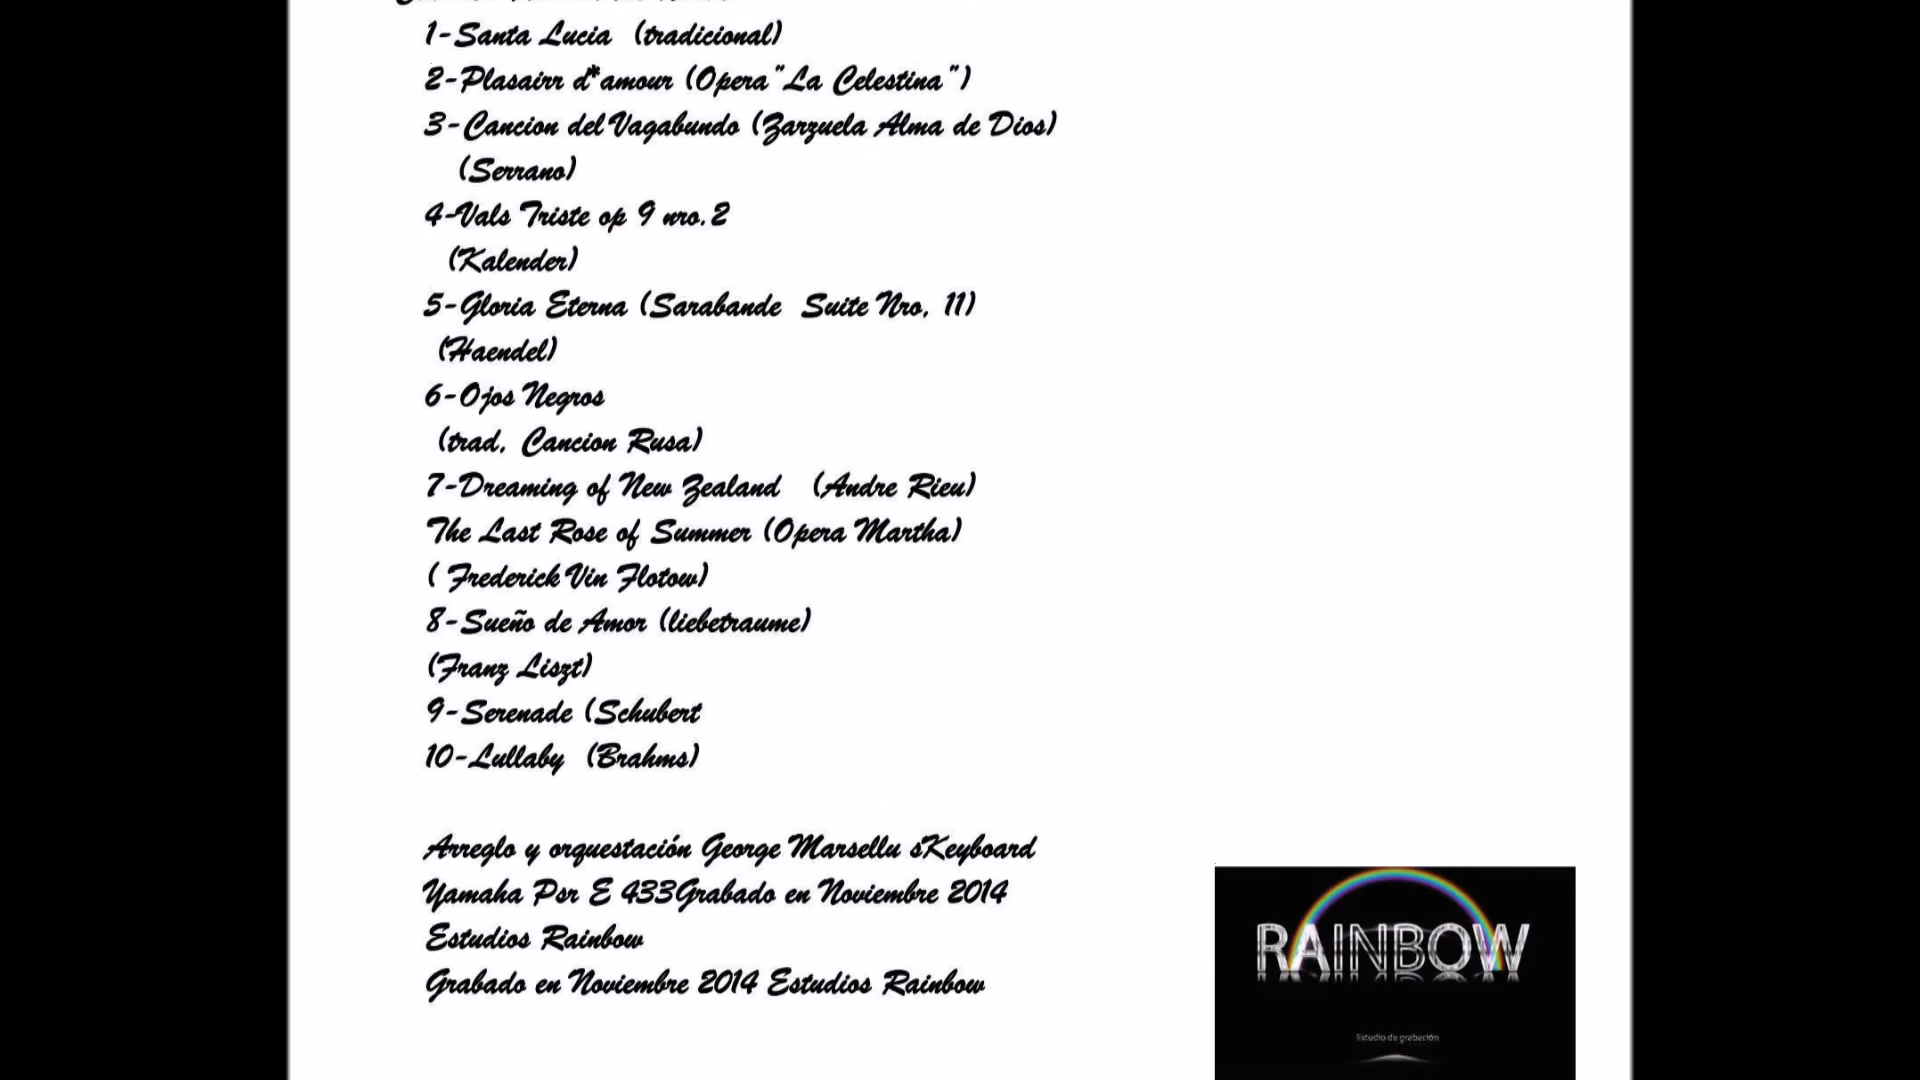 1-Santa Lucia (tradicional)
2-Plasairr d*amour (Opera "La Celestina")
3-Cancion del Vagabundo (Zarzuela Alma de Dios)
(Serrano)
4-Vals Triste op 9 nro.2
(Kalender)
5-Gloria Eterna (Sarabande Suite Nro, 11)
(Haendel)
6-Ojos Negros
(trad, Cancion Rusa)
7-Dreaming of New Zealand (Andre Rieu)
The Last Rose of Summer (Opera Martha)
( Frederick Vin Flotow)
8-Sueño de Amor (liebetraume)
(Franz Liszt)
9-Serenade (Schubert
10-Lullaby (Brahms)
Arreglo y orquestación George Marsellu sKeyboard
Yamaha Psr E 433Grabado en Noviembre 2014
Estudios Rainbow
Grabado en Noviembre 2014 Estudios Rainbow
RAINBOW
Estudio de grabación